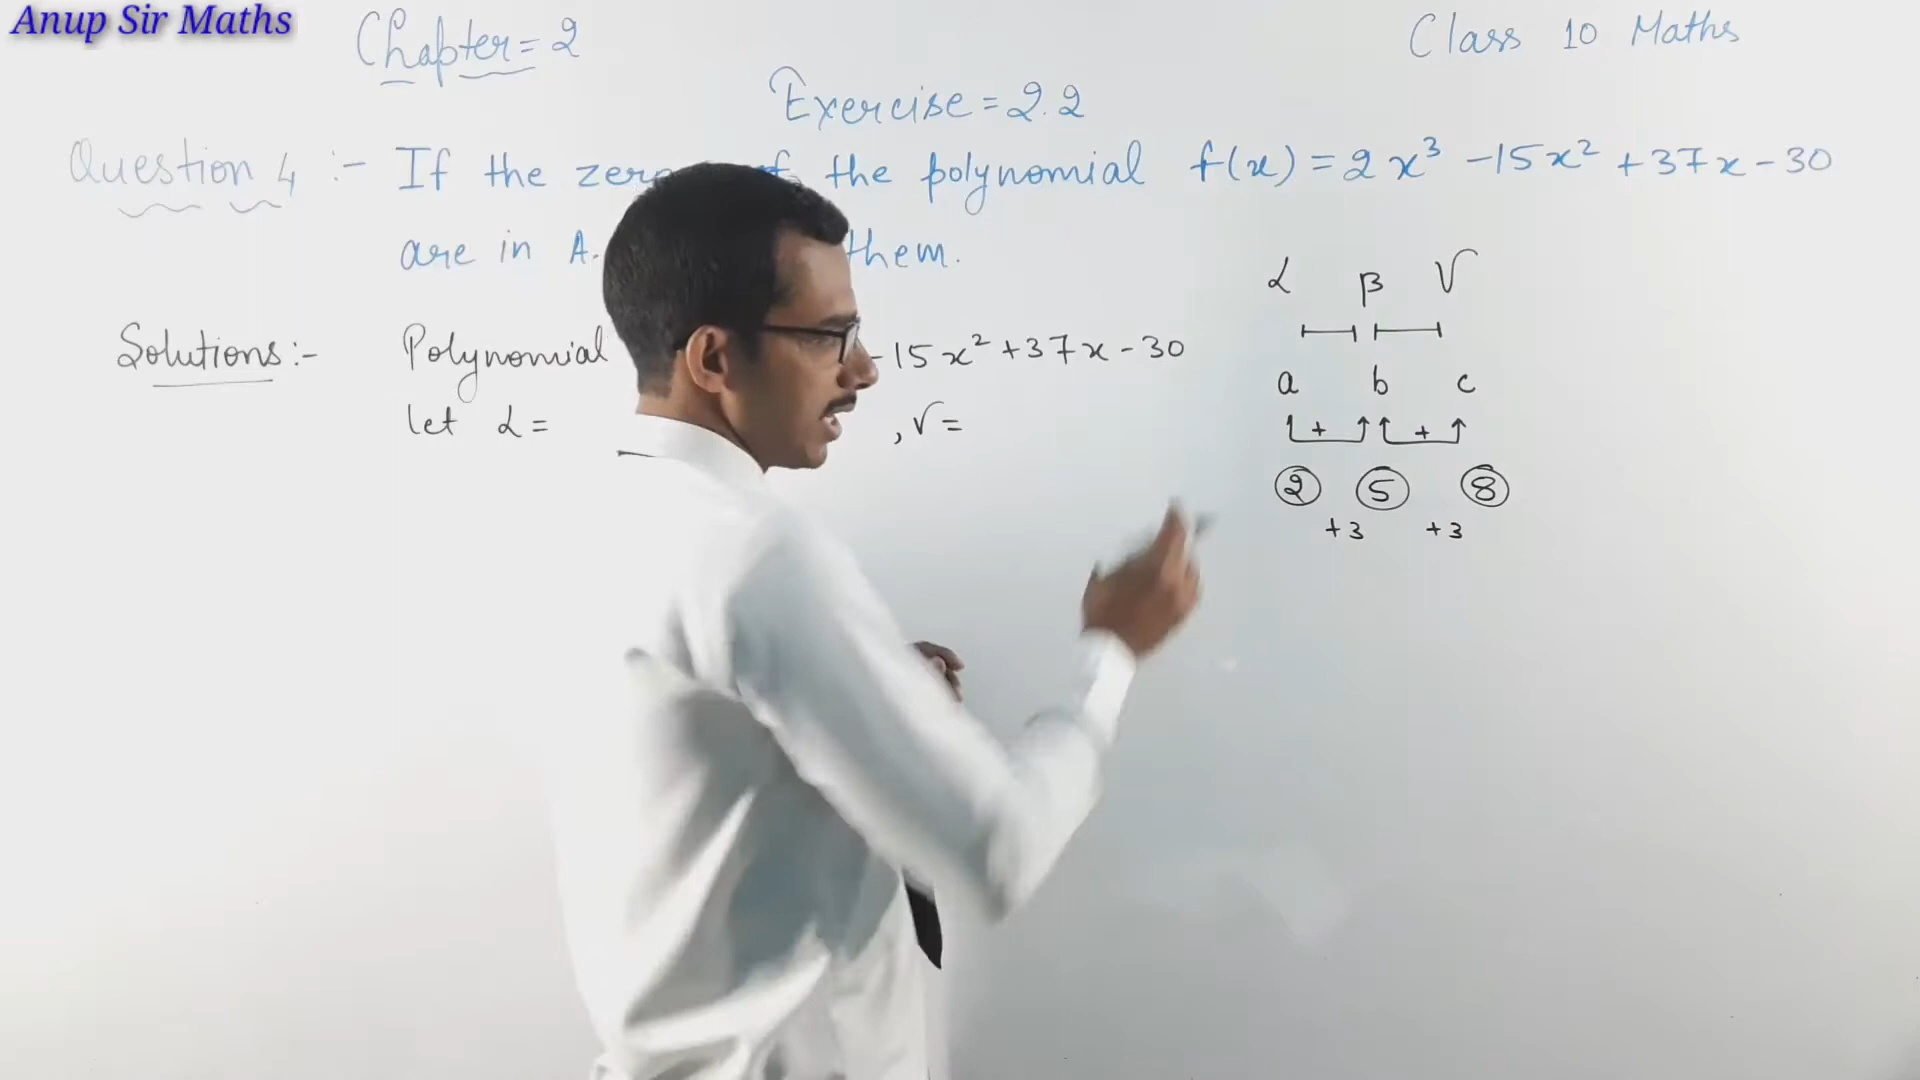 Anup Sir Maths
Chapter = 2
Class 10 Maths
Exercise = 2.2
Question 4 :- If the zero of the polynomial f(x) = 2x³ -15x² +37x -30
are in A. them.
Solutions :- Polynomial -15x² +37x -30
let α = , γ =
α β γ
a b c
+ +
2 5 8
+3 +3